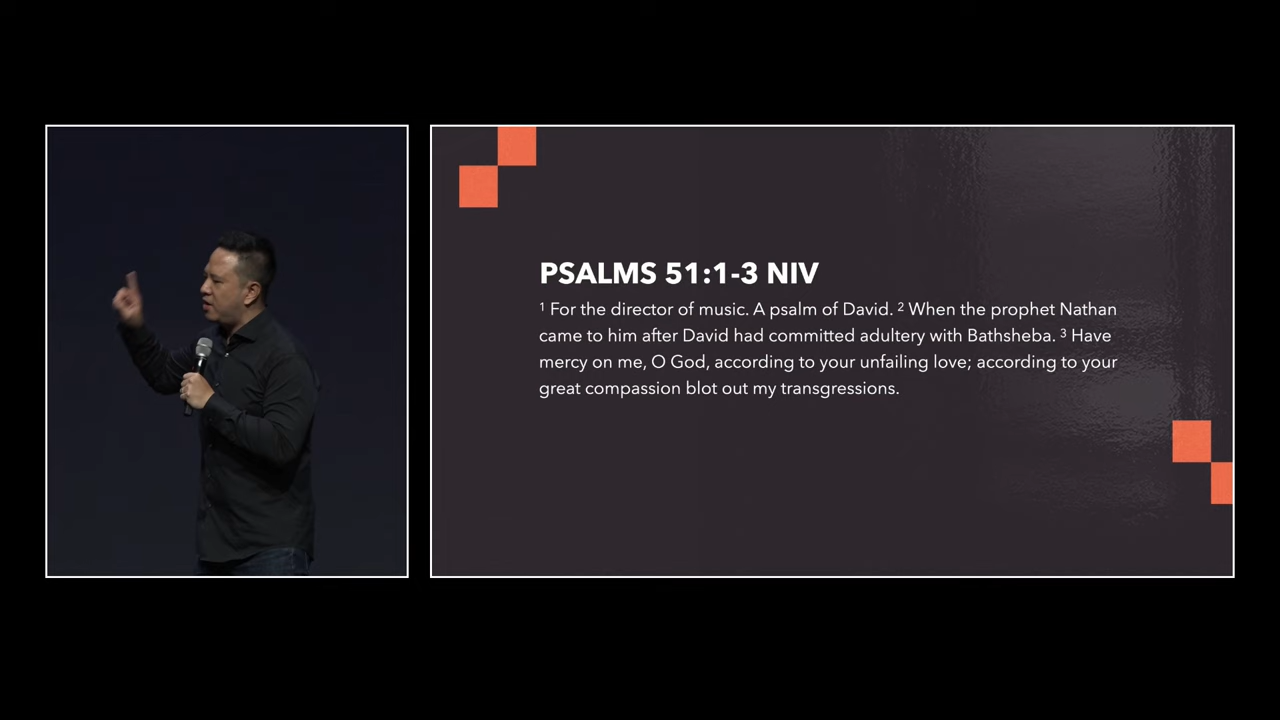 PSALMS 51:1-3 NIV
¹ For the director of music. A psalm of David. ² When the prophet Nathan
came to him after David had committed adultery with Bathsheba. ³ Have
mercy on me, O God, according to your unfailing love; according to your
great compassion blot out my transgressions.